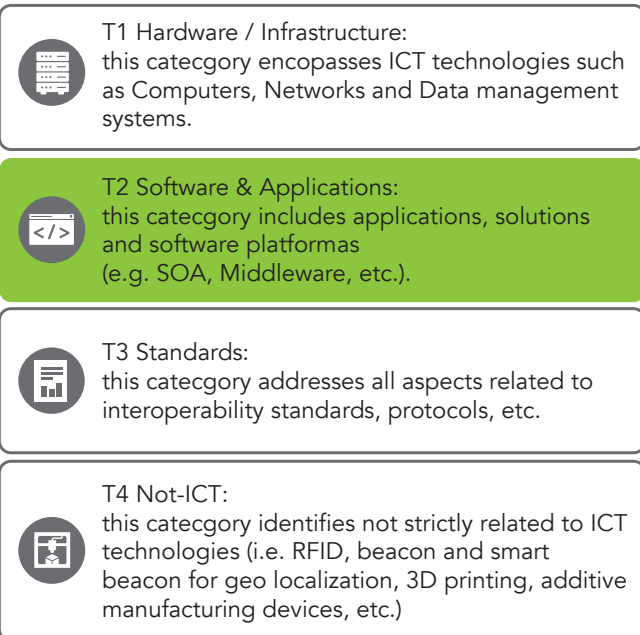 T1 Hardware / Infrastructure:
this catecgory encopasses ICT technologies such
as Computers, Networks and Data management
systems.
</>
T2 Software & Applications:
this catecgory includes applications, solutions
and software platformas
(e.g. SOA, Middleware, etc.).
T3 Standards:
this catecgory addresses all aspects related to
interoperability standards, protocols, etc.
T4 Not-ICT:
this catecgory identifies not strictly related to ICT
technologies (i.e. RFID, beacon and smart
beacon for geo localization, 3D printing, additive
manufacturing devices, etc.)